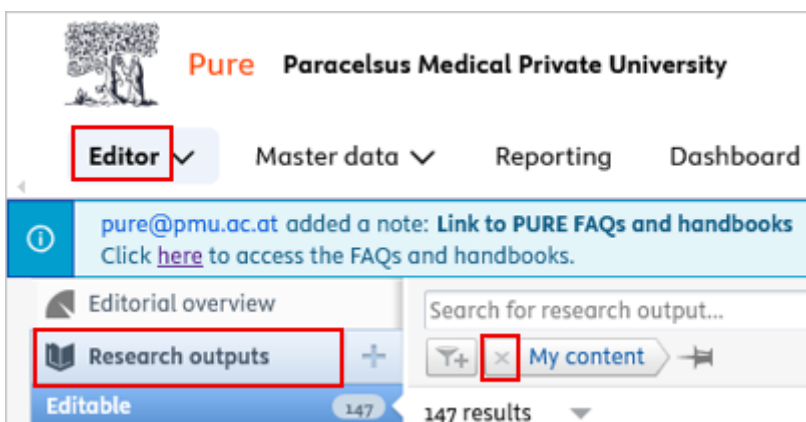 Pure Paracelsus Medical Private University
Editor Master data Reporting Dashboard
pure@pmu.ac.at added a note: Link to PURE FAQs and handbooks
Click here to access the FAQs and handbooks.
Editorial overview
Search for research output...
Research outputs
My content
Editable 147
147 results